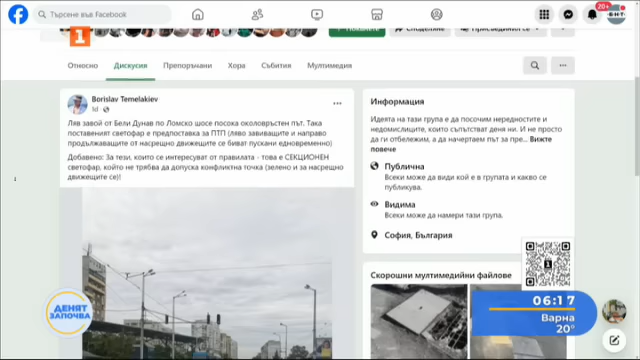 Търсене във Facebook
20+
БНТ
1
Покането
Споделяне
Присъединил се
Относно
Дискусия
Препоръчани
Хора
Събития
Мултимедия
Borislav Temelakiev
Ляв завой от Бели Дунав по Ломско шосе посока околовръстен път. Така
поставеният светофар е предпоставка за ПТП (ляво завиващите и направо
продължаващите от насрещно движещите се биват пускани едновременно)
Добавено: За тези, които се интересуват от правилата - това е СЕКЦИОНЕН
светофар, който не трябва да допуска конфликтна точка (зелено и за насрещно
движещите се)!
Информация
Идеята на тази група е да посочим нередностите и
недомислиците, които съпътстват деня ни. И не просто
да ги отбележим, а да начертаем път за пре... Вижте
повече
Публична
Всеки може да види кой е в групата и какво се
публикува.
Видима
Всеки може да намери тази група.
София, България
Скорошни мултимедийни файлове
ДЕНЯТ
ЗАПОЧВА
06:17
Варна
20°